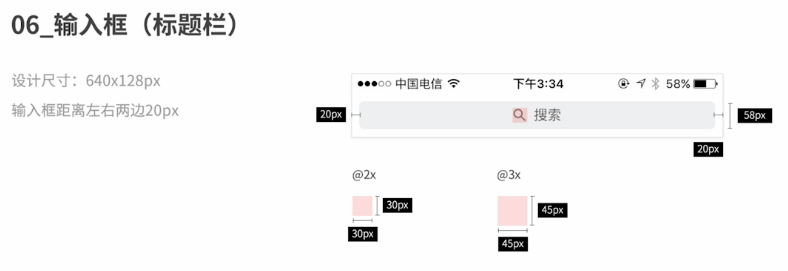 06_输入框（标题栏）
设计尺寸：640x128px
输入框距离左右两边20px
中国电信 下午3:34 58%
20px 搜索 58px
20px
@2x @3x
30px 45px
30px 45px